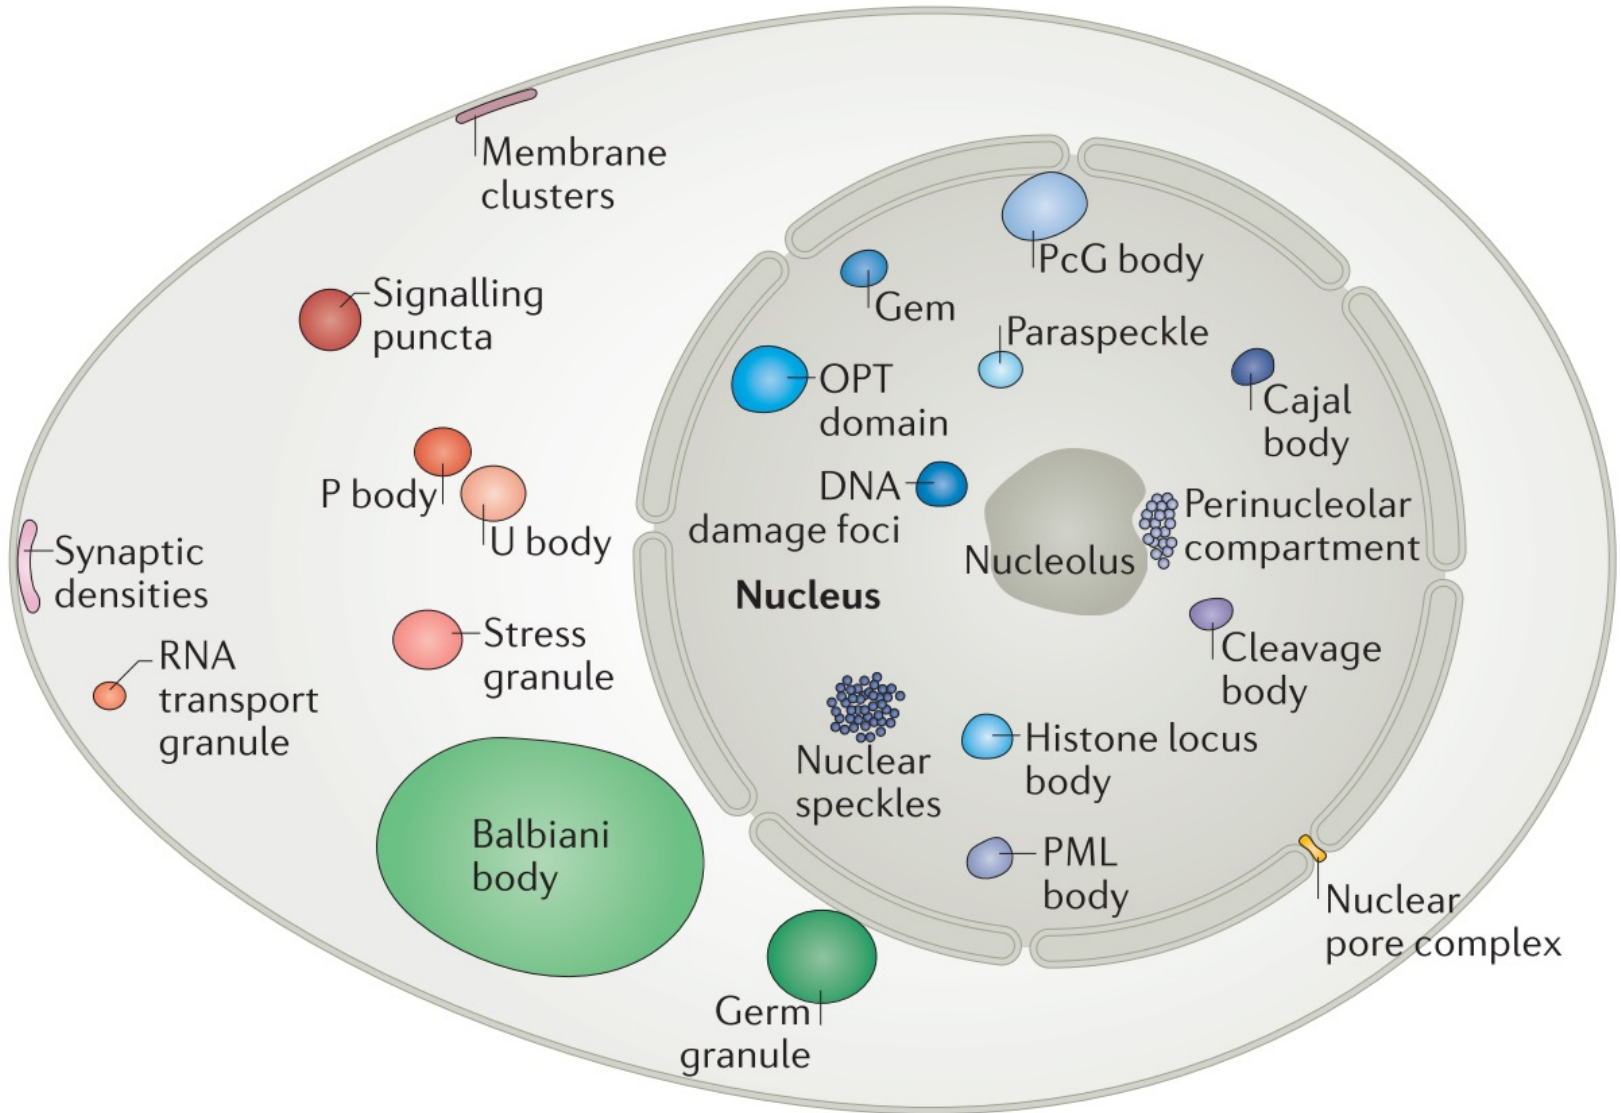 Membrane
clusters
PcG body
Gem
Signalling
puncta
Paraspeckle
OPT
domain
Cajal
body
P body
U body
DNA
damage foci
Nucleolus
Perinucleolar
compartment
Synaptic
densities
Nucleus
RNA
transport
granule
Stress
granule
Cleavage
body
Nuclear
speckles
Histone locus
body
Balbiani
body
PML
body
Nuclear
pore complex
Germ
granule